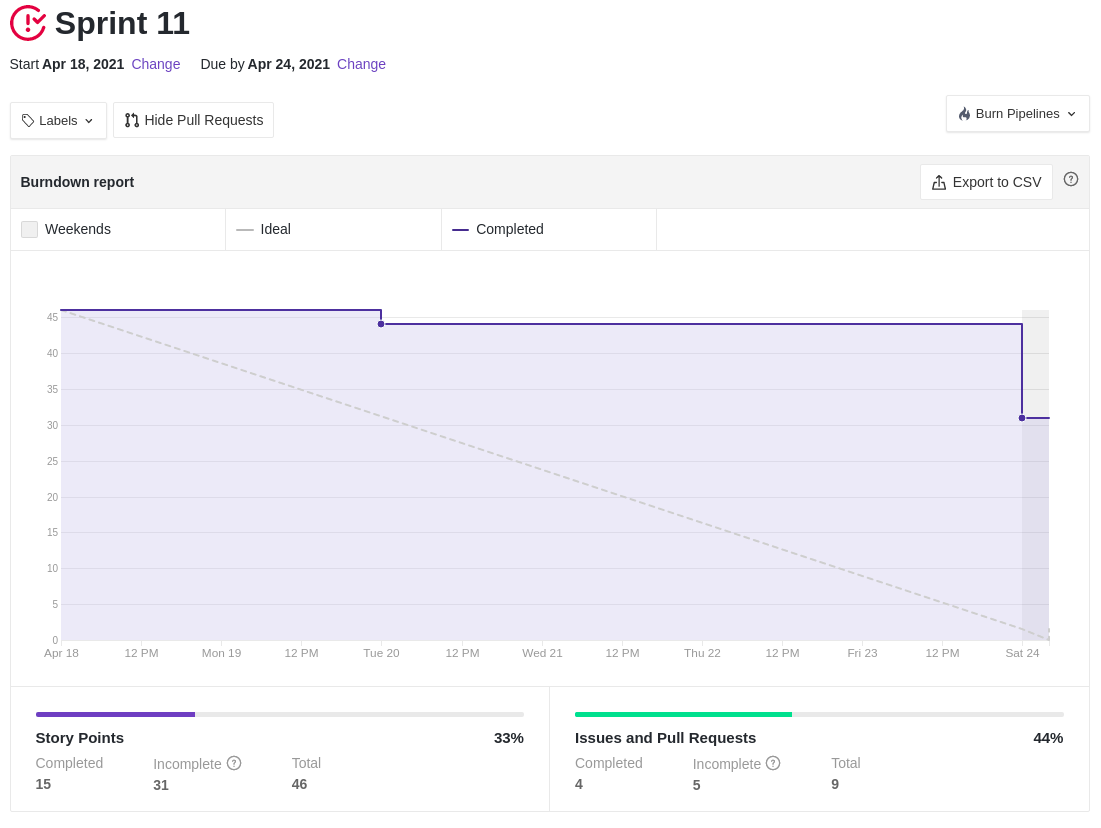 Sprint 11
Start Apr 18, 2021 Change Due by Apr 24, 2021 Change
Labels Hide Pull Requests Burn Pipelines
Burndown report Export to CSV
Weekends Ideal Completed
45
40
35
30
25
20
15
10
5
0
Apr 18 12 PM Mon 19 12 PM Tue 20 12 PM Wed 21 12 PM Thu 22 12 PM Fri 23 12 PM Sat 24
Story Points 33%
Completed Incomplete Total
15 31 46
Issues and Pull Requests 44%
Completed Incomplete Total
4 5 9